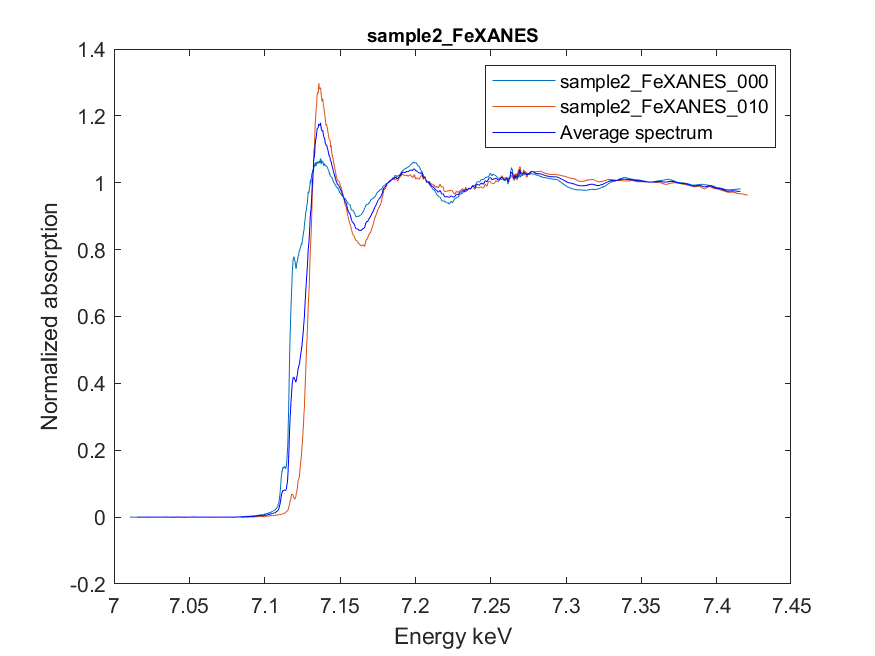 sample2_FeXANES
sample2_FeXANES_000
sample2_FeXANES_010
Average spectrum
Normalized absorption
1.4
1.2
1
0.8
0.6
0.4
0.2
0
-0.2
7 7.05 7.1 7.15 7.2 7.25 7.3 7.35 7.4 7.45
Energy keV